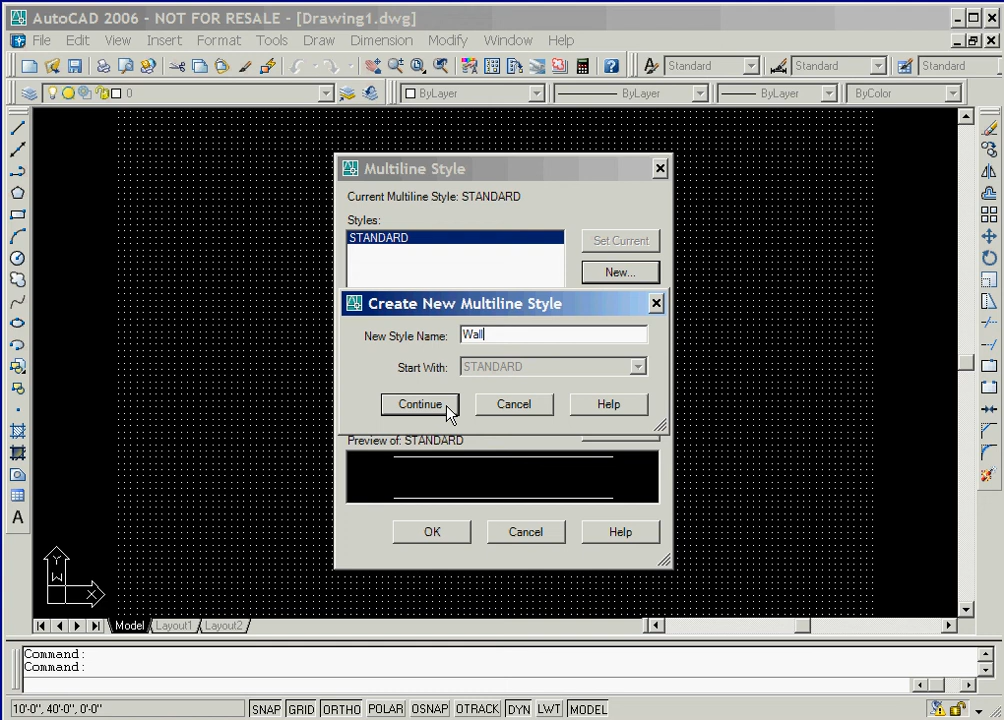 AutoCAD 2006 - NOT FOR RESALE - [Drawing1.dwg]
File Edit View Insert Format Tools Draw Dimension Modify Window Help
Standard Standard Standard
0 ByLayer ByLayer ByLayer ByColor
Multiline Style
Current Multiline Style: STANDARD
Styles:
STANDARD
Set Current
New...
Create New Multiline Style
New Style Name: Wall
Start With: STANDARD
Continue Cancel Help
Preview of: STANDARD
OK Cancel Help
Y
W
X
A
Model Layout1 Layout2
Command:
Command:
10'-0", 40'-0", 0'-0" SNAP GRID ORTHO POLAR OSNAP OTRACK DYN LWT MODEL